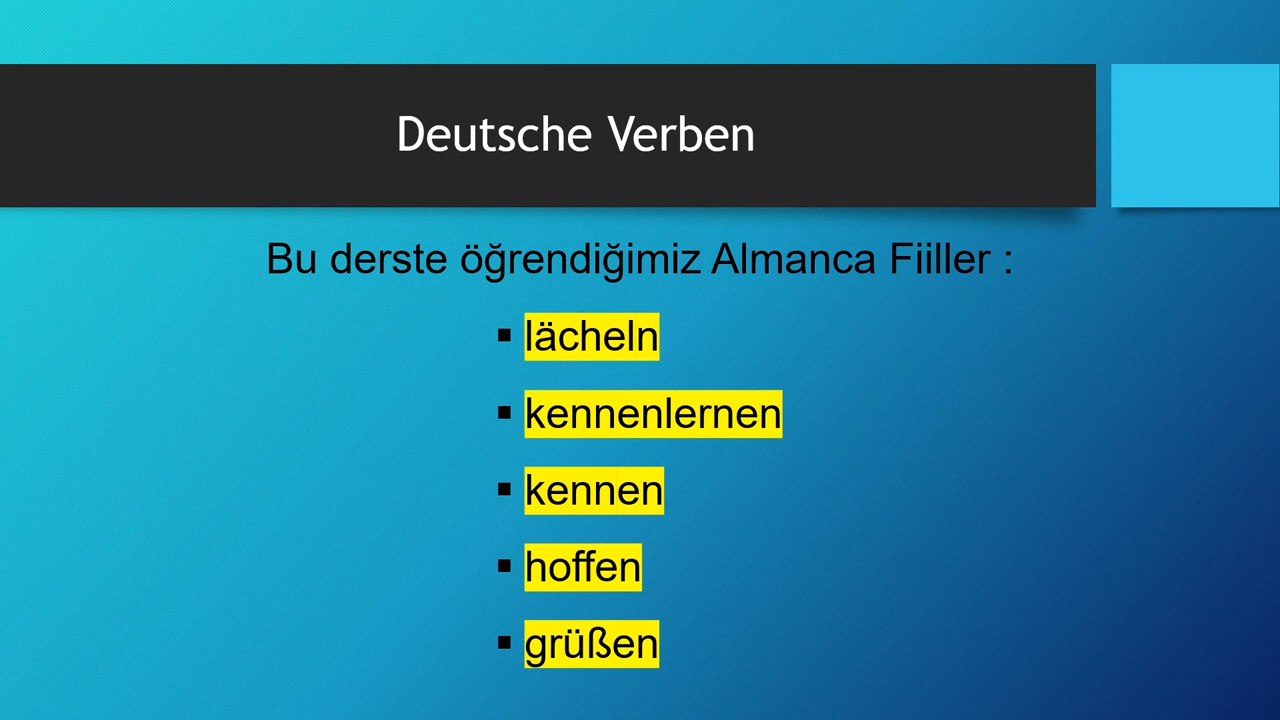 Deutsche Verben
Bu derste öğrendiğimiz Almanca Fiiller :
▪ lächeln
▪ kennenlernen
▪ kennen
▪ hoffen
▪ grüßen